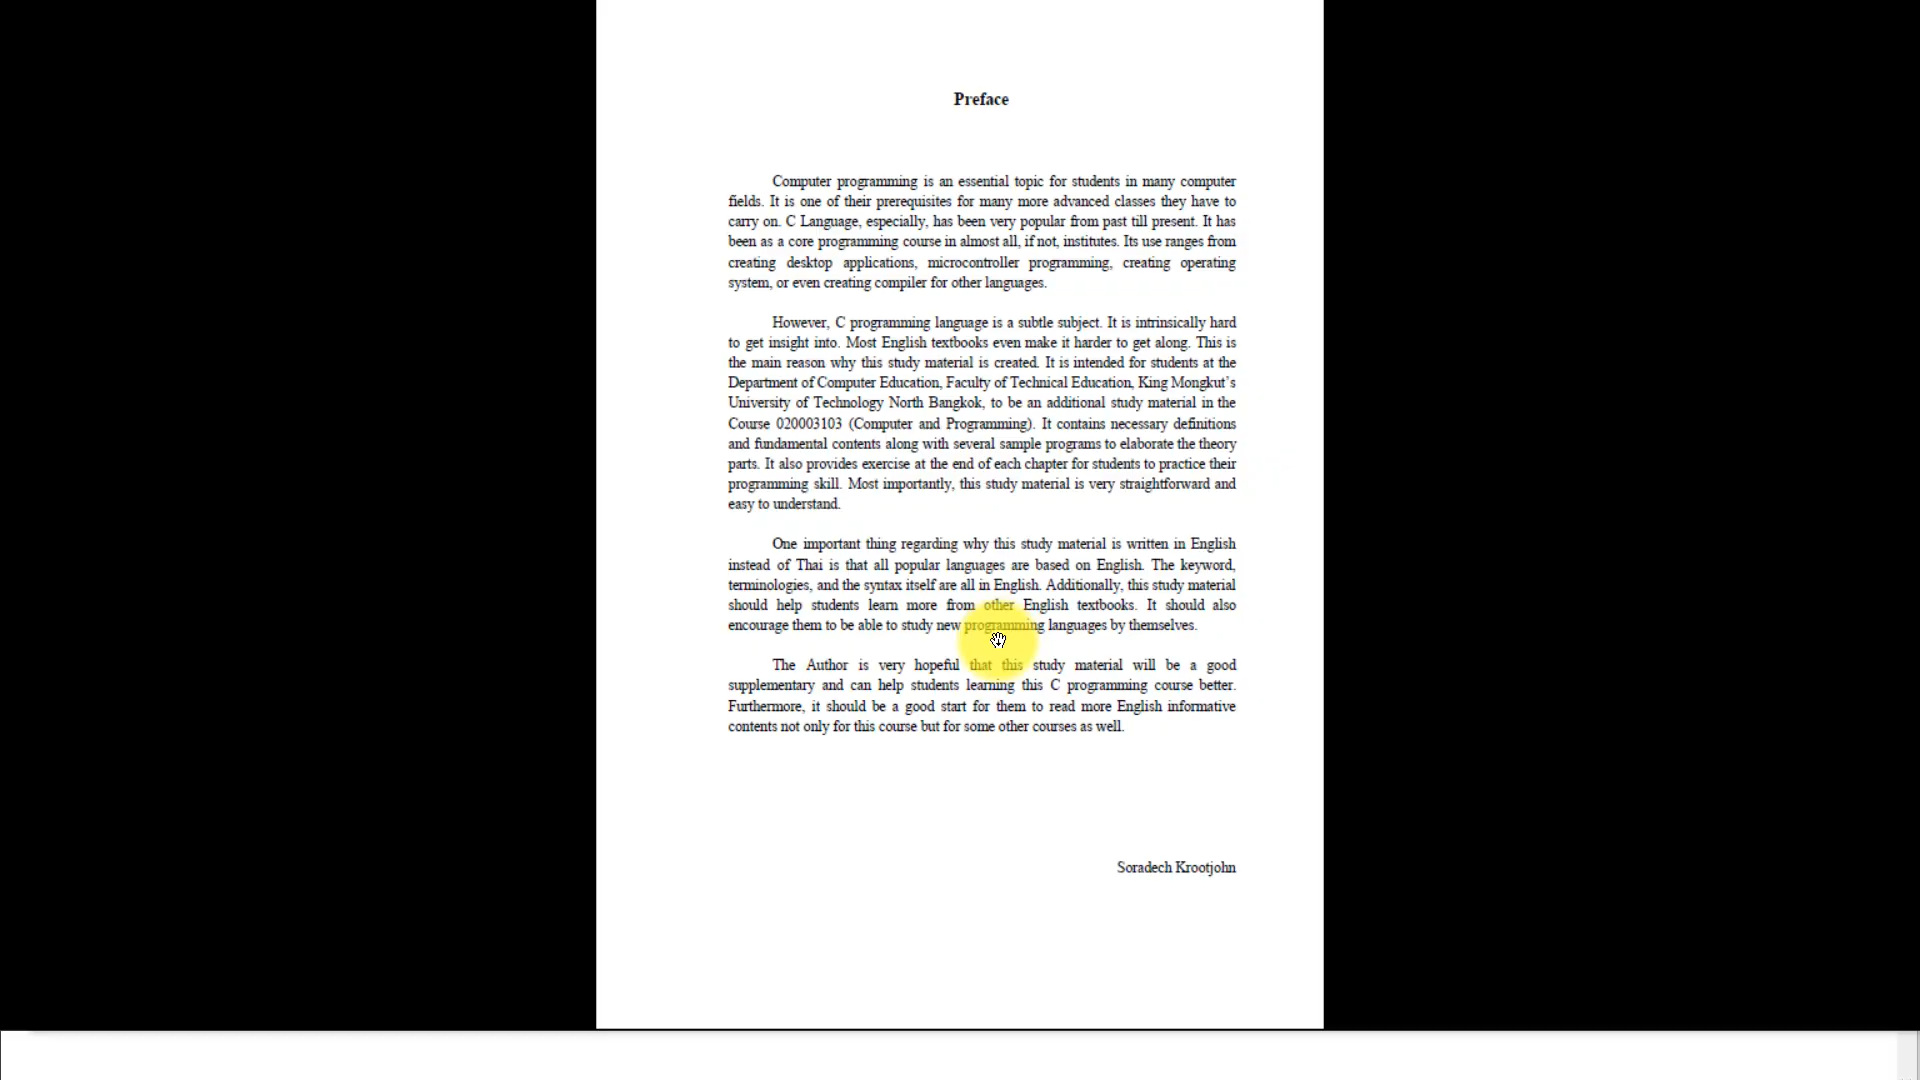 Preface
Computer programming is an essential topic for students in many computer
fields. It is one of their prerequisites for many more advanced classes they have to
carry on. C Language, especially, has been very popular from past till present. It has
been as a core programming course in almost all, if not, institutes. Its use ranges from
creating desktop applications, microcontroller programming, creating operating
system, or even creating compiler for other languages.
However, C programming language is a subtle subject. It is intrinsically hard
to get insight into. Most English textbooks even make it harder to get along. This is
the main reason why this study material is created. It is intended for students at the
Department of Computer Education, Faculty of Technical Education, King Mongkut's
University of Technology North Bangkok, to be an additional study material in the
Course 020003103 (Computer and Programming). It contains necessary definitions
and fundamental contents along with several sample programs to elaborate the theory
parts. It also provides exercise at the end of each chapter for students to practice their
programming skill. Most importantly, this study material is very straightforward and
easy to understand.
One important thing regarding why this study material is written in English
instead of Thai is that all popular languages are based on English. The keyword,
terminologies, and the syntax itself are all in English. Additionally, this study material
should help students learn more from other English textbooks. It should also
encourage them to be able to study new programming languages by themselves.
The Author is very hopeful that this study material will be a good
supplementary and can help students learning this C programming course better.
Furthermore, it should be a good start for them to read more English informative
contents not only for this course but for some other courses as well.
Soradech Krootjohn